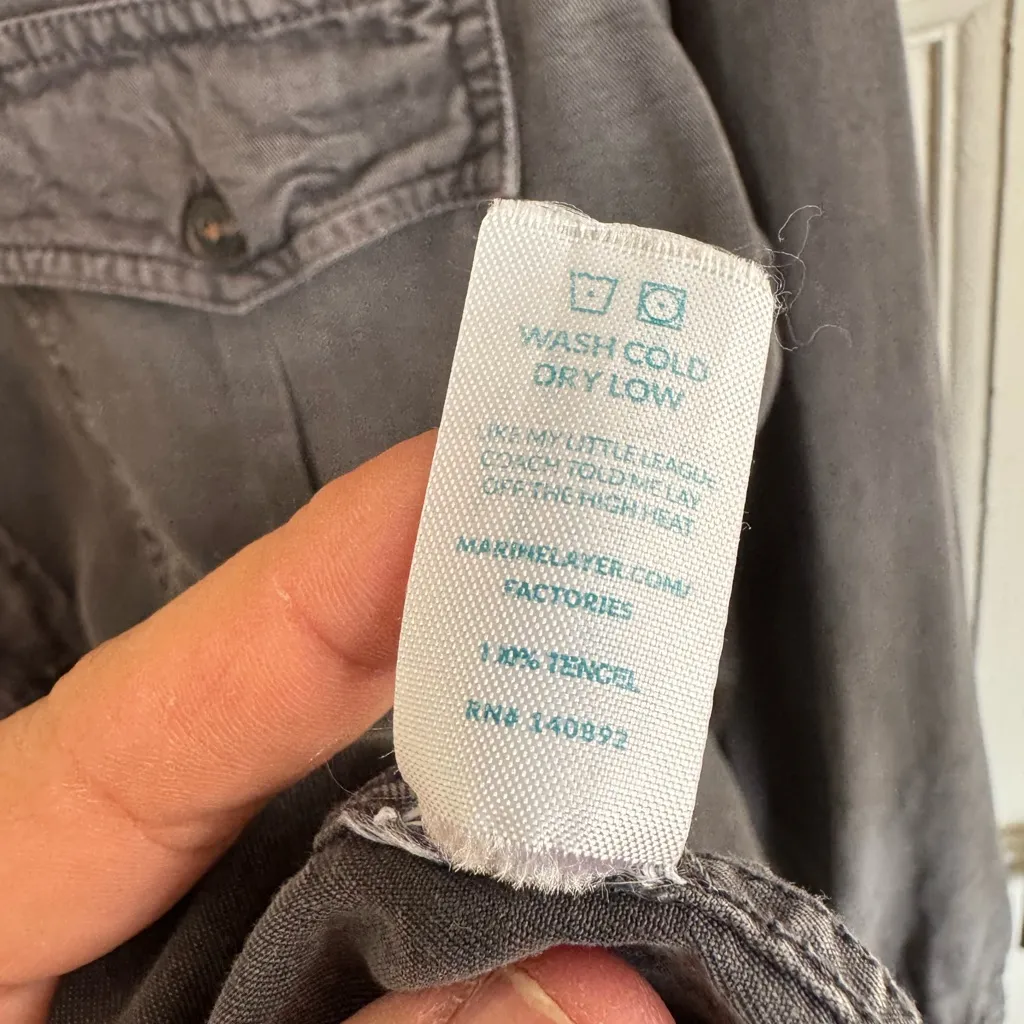 WASH COLD
DRY LOW
LIKE MY LITTLE LEAGUE
COACH TOLD ME LAY
OFF THE HIGH HEAT
MARINELAYER.COM/
FACTORIES
100% TENCEL
RN# 140892